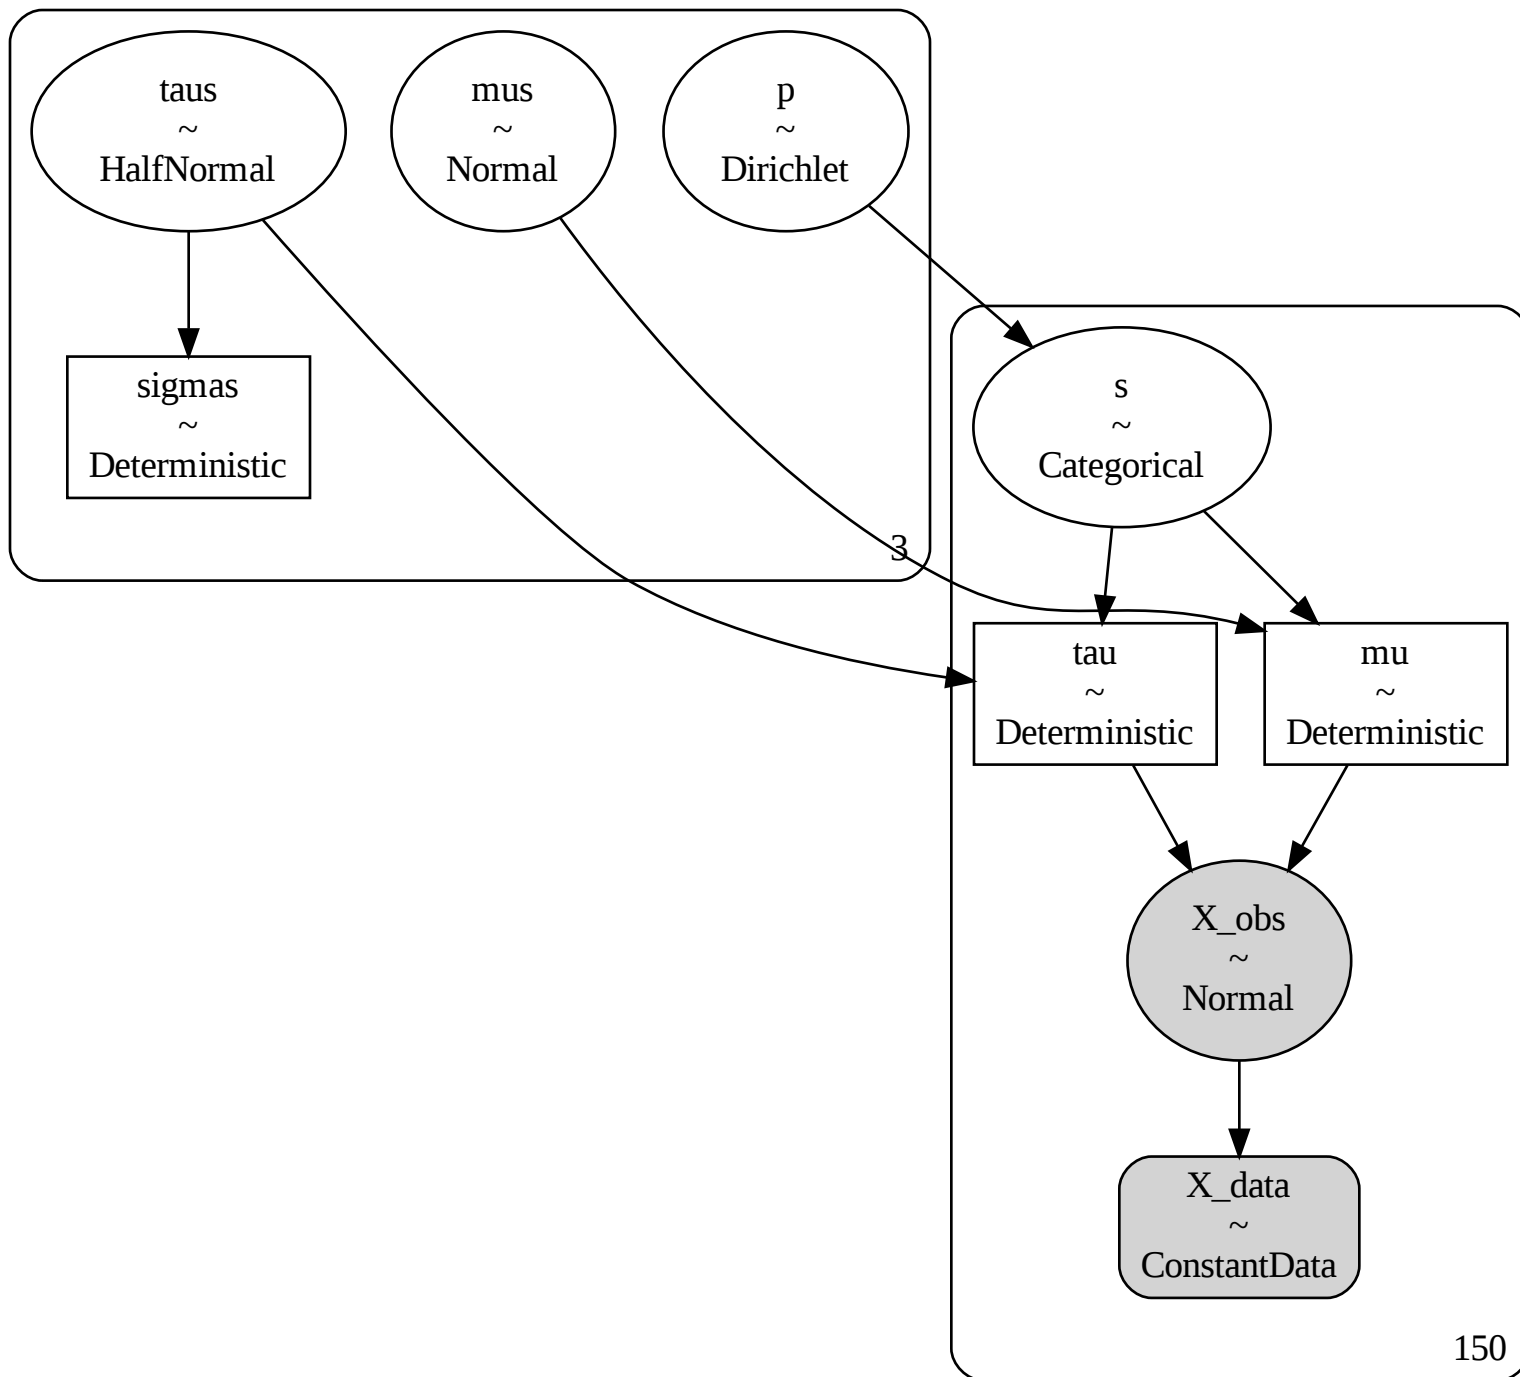 taus
~
HalfNormal
mus
~
Normal
p
~
Dirichlet
sigmas
~
Deterministic
3
s
~
Categorical
tau
~
Deterministic
mu
~
Deterministic
X_obs
~
Normal
X_data
~
ConstantData
150